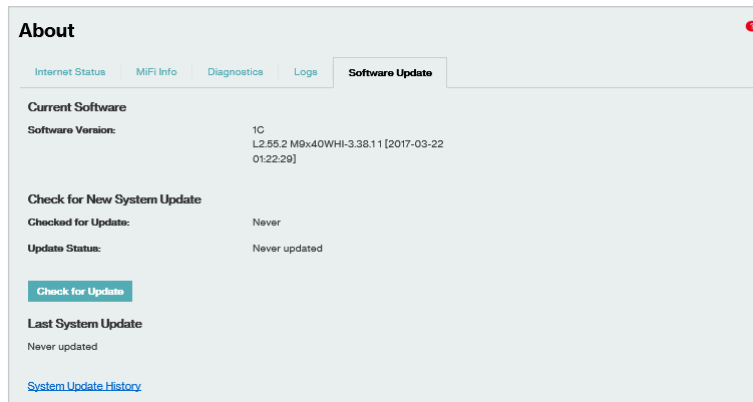 About
Internet Status MiFi Info Diagnostics Logs Software Update
Current Software
Software Version: 1C
L2.55.2 M9x40WHI-3.38.11 [2017-03-22
01:22:29]
Check for New System Update
Checked for Update: Never
Update Status: Never updated
Check for Update
Last System Update
Never updated
System Update History